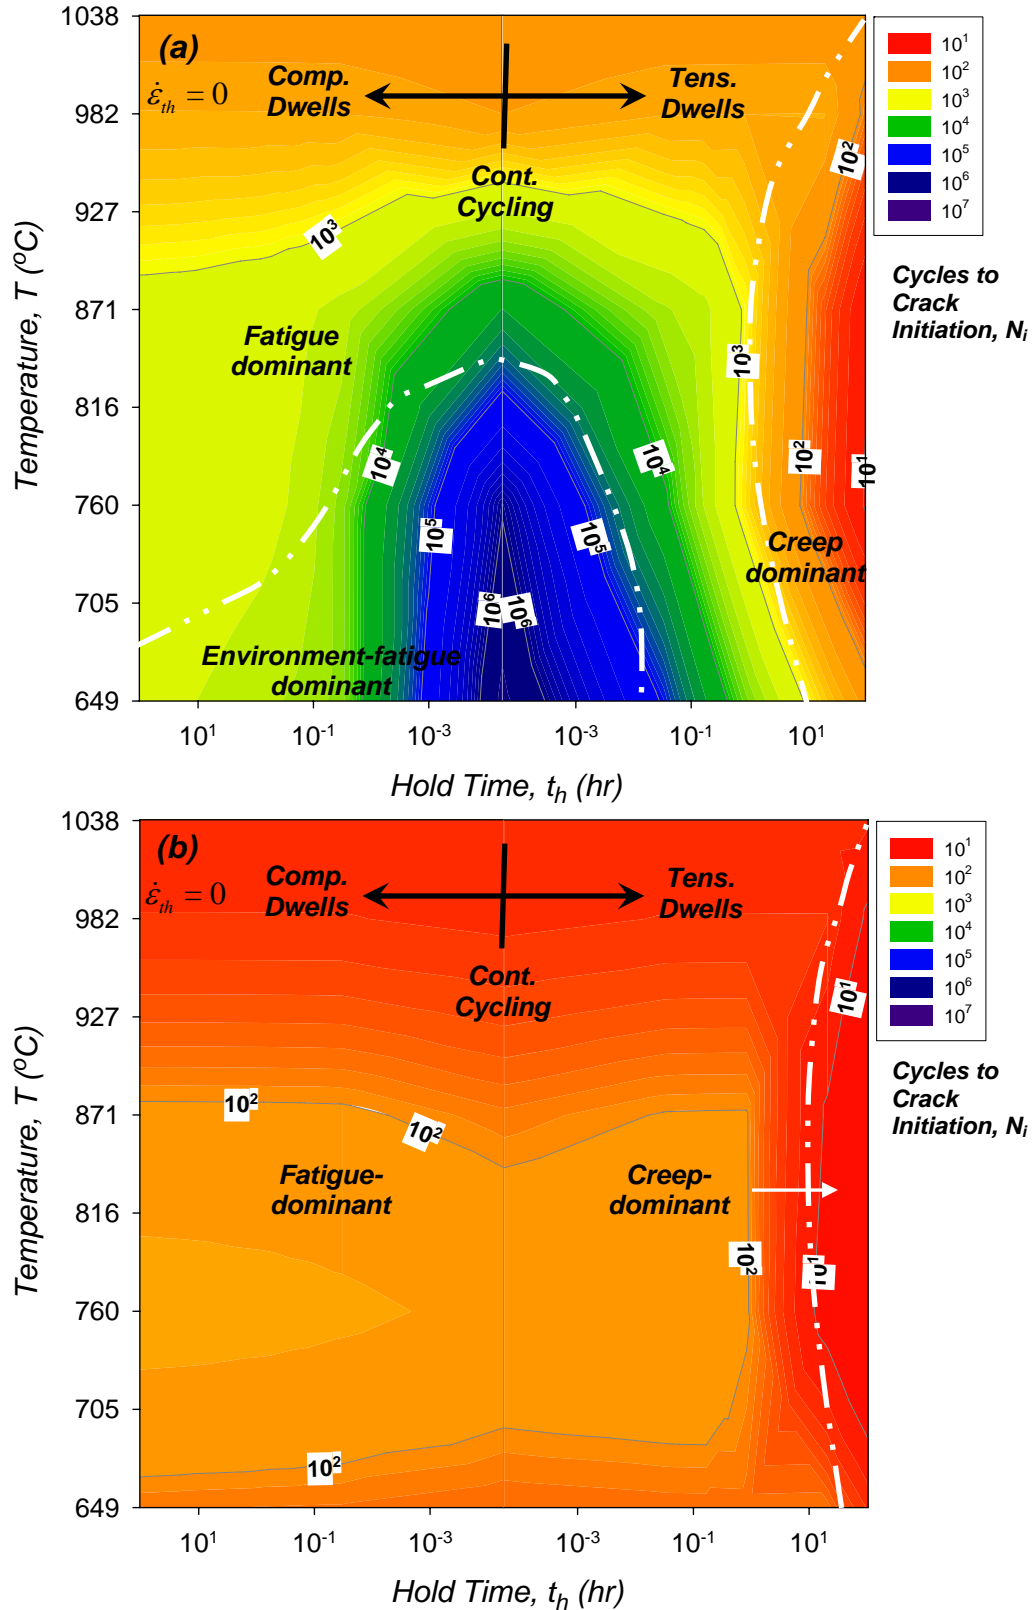 (a)
ε̇th = 0
Comp.
Dwells
Tens.
Dwells
Cont.
Cycling
Fatigue
dominant
Environment-fatigue
dominant
Creep
dominant
10³
10⁴
10⁵
10⁶
10⁶
10⁵
10⁴
10³
10²
10²
10¹
1038
982
927
871
816
760
705
649
Temperature, T (ºC)
10¹
10⁻¹
10⁻³
10⁻³
10⁻¹
10¹
Hold Time, tₕ (hr)
10¹
10²
10³
10⁴
10⁵
10⁶
10⁷
Cycles to
Crack
Initiation, Nᵢ
(b)
ε̇th = 0
Comp.
Dwells
Tens.
Dwells
Cont.
Cycling
Fatigue-
dominant
Creep-
dominant
10²
10²
10²
10²
10¹
10¹
1038
982
927
871
816
760
705
649
Temperature, T (ºC)
10¹
10⁻¹
10⁻³
10⁻³
10⁻¹
10¹
Hold Time, tₕ (hr)
10¹
10²
10³
10⁴
10⁵
10⁶
10⁷
Cycles to
Crack
Initiation, Nᵢ